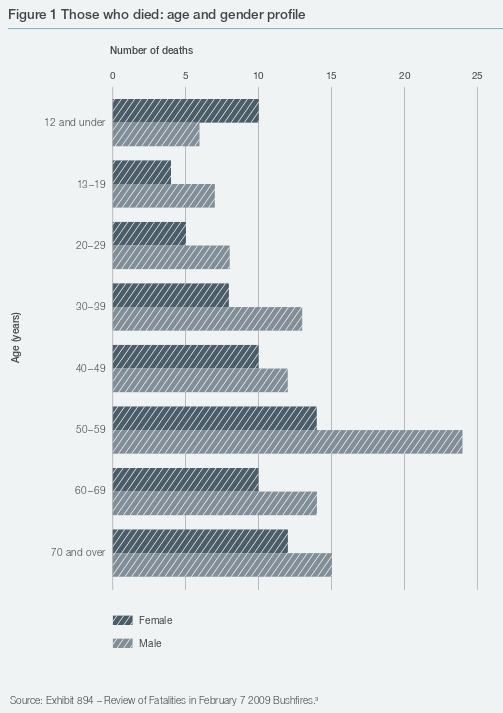 Figure 1 Those who died: age and gender profile
Number of deaths
0 5 10 15 20 25
12 and under
13–19
20–29
30–39
40–49
50–59
60–69
70 and over
Age (years)
Female
Male
Source: Exhibit 894 – Review of Fatalities in February 7 2009 Bushfires.³